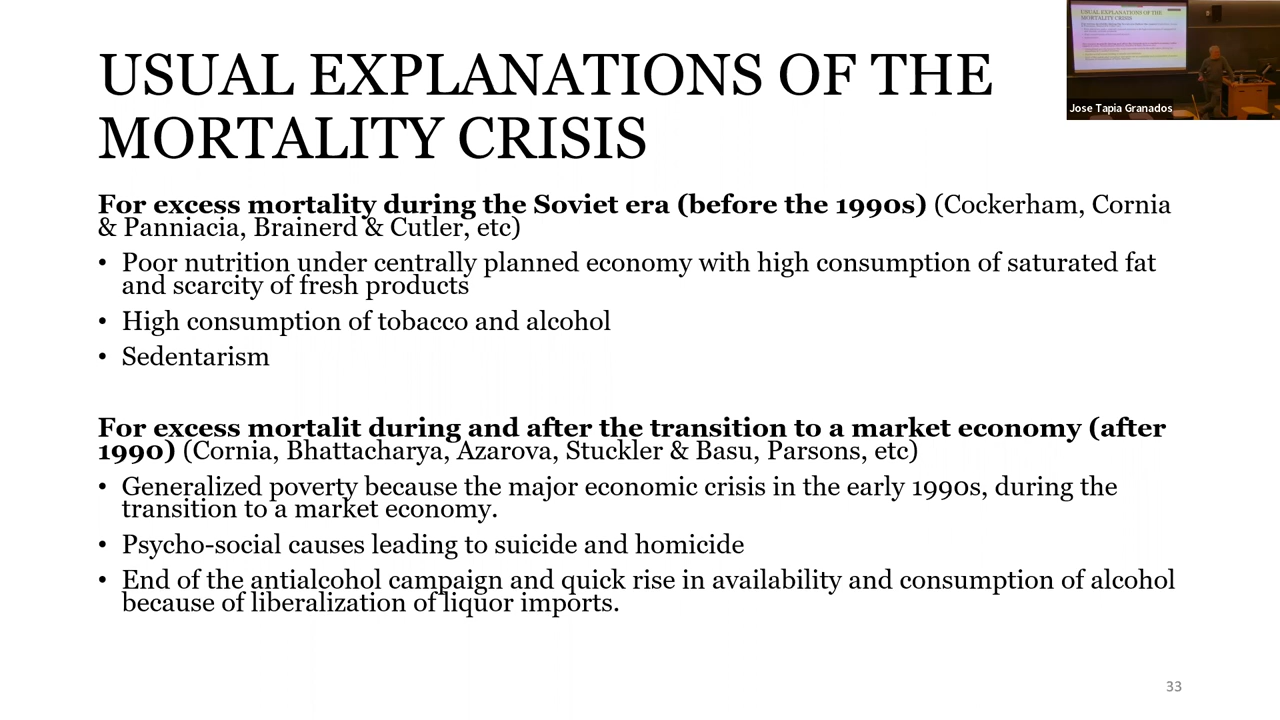 USUAL EXPLANATIONS OF THE
MORTALITY CRISIS
For excess mortality during the Soviet era (before the 1990s) (Cockerham, Cornia
& Panniacia, Brainerd & Cutler, etc)
• Poor nutrition under centrally planned economy with high consumption of saturated fat
and scarcity of fresh products
• High consumption of tobacco and alcohol
• Sedentarism
For excess mortalit during and after the transition to a market economy (after
1990) (Cornia, Bhattacharya, Azarova, Stuckler & Basu, Parsons, etc)
• Generalized poverty because the major economic crisis in the early 1990s, during the
transition to a market economy.
• Psycho-social causes leading to suicide and homicide
• End of the antialcohol campaign and quick rise in availability and consumption of alcohol
because of liberalization of liquor imports.
33
USUAL EXPLANATIONS OF THE
MORTALITY CRISIS
Jose Tapia Granados